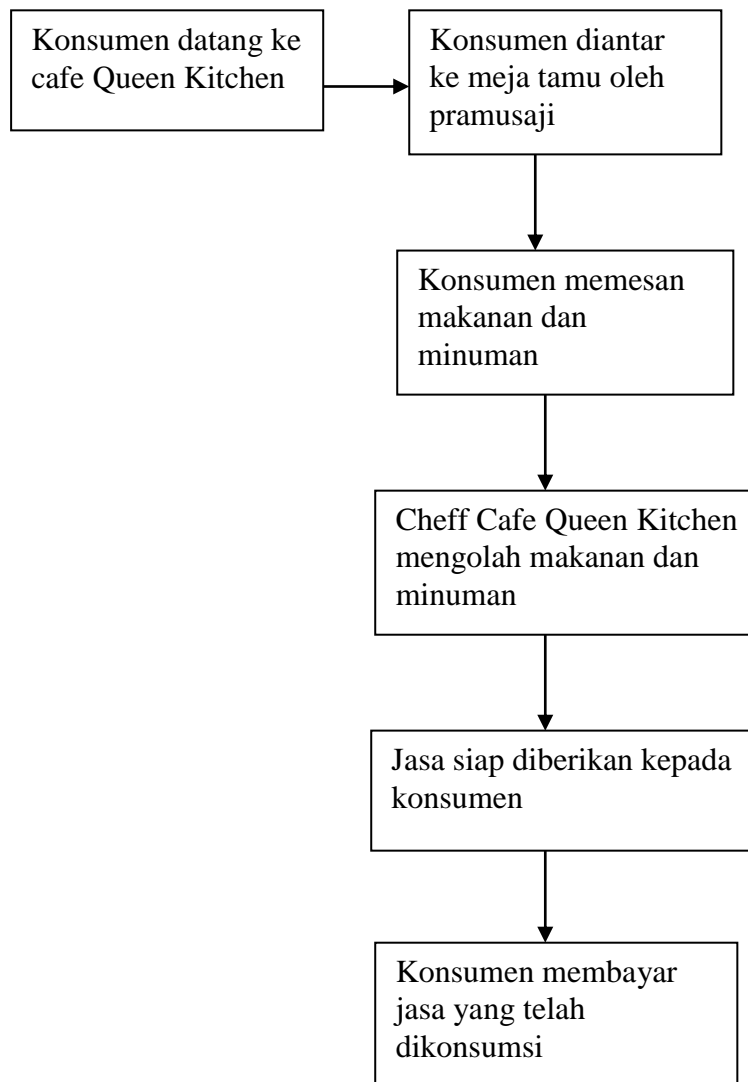 Konsumen datang ke
cafe Queen Kitchen
Konsumen diantar
ke meja tamu oleh
pramusaji
Konsumen memesan
makanan dan
minuman
Cheff Cafe Queen Kitchen
mengolah makanan dan
minuman
Jasa siap diberikan kepada
konsumen
Konsumen membayar
jasa yang telah
dikonsumsi